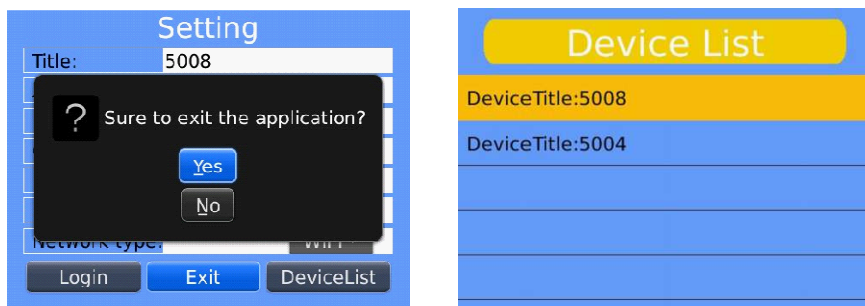 Setting
Title: 5008
Sure to exit the application?
Yes
No
Network type: WiFi
Login Exit DeviceList
Device List
DeviceTitle:5008
DeviceTitle:5004